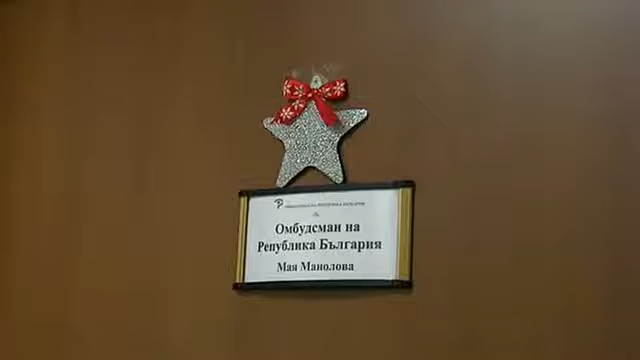 Омбудсман на
Република България
Мая Манолова